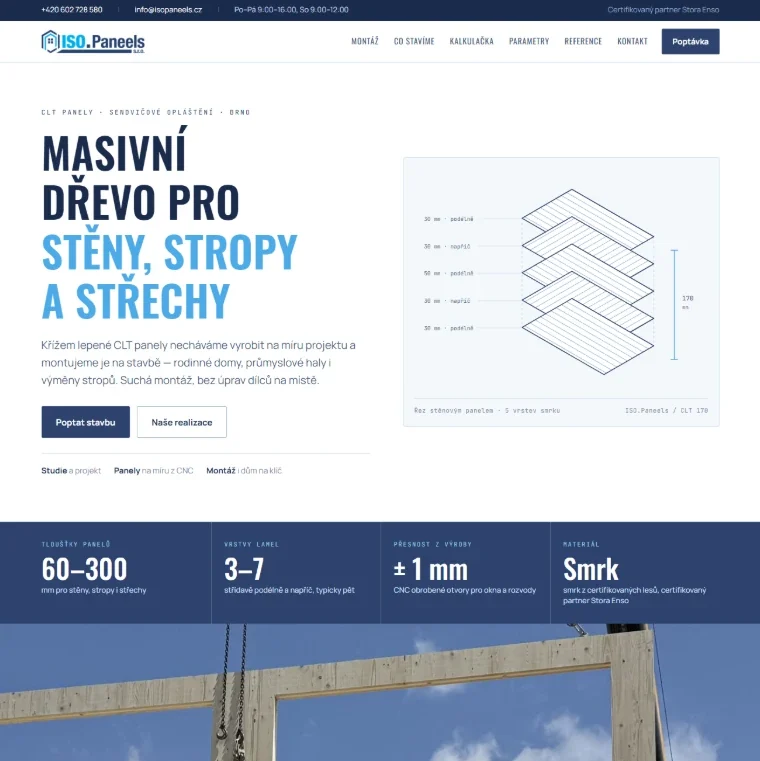 +420 602 728 580
info@isopaneels.cz
Po–Pá 9:00–16:00, So 9:00–12:00
Certifikovaný partner Stora Enso
ISO.Paneels
s.r.o.
MONTÁŽ
CO STAVÍME
KALKULAČKA
PARAMETRY
REFERENCE
KONTAKT
Poptávka
CLT PANELY · SENDVIČOVÉ OPLÁŠTĚNÍ · BRNO
MASIVNÍ
DŘEVO PRO
STĚNY, STROPY
A STŘECHY
Křížem lepené CLT panely necháváme vyrobit na míru projektu a
montujeme je na stavbě — rodinné domy, průmyslové haly i
výměny stropů. Suchá montáž, bez úprav dílců na místě.
Poptat stavbu
Naše realizace
Studie a projekt
Panely na míru z CNC
Montáž i dům na klíč
30 mm · podélně
30 mm · napříč
50 mm · podélně
30 mm · napříč
30 mm · podélně
170
mm
Řez stěnovým panelem · 5 vrstev smrku
ISO.Paneels / CLT 170
TLOUŠŤKY PANELŮ
60–300
mm pro stěny, stropy i střechy
VRSTVY LAMEL
3–7
střídavě podélně a napříč, typicky pět
PŘESNOST Z VÝROBY
± 1 mm
CNC obrobené otvory pro okna a rozvody
MATERIÁL
Smrk
smrk z certifikovaných lesů, certifikovaný
partner Stora Enso